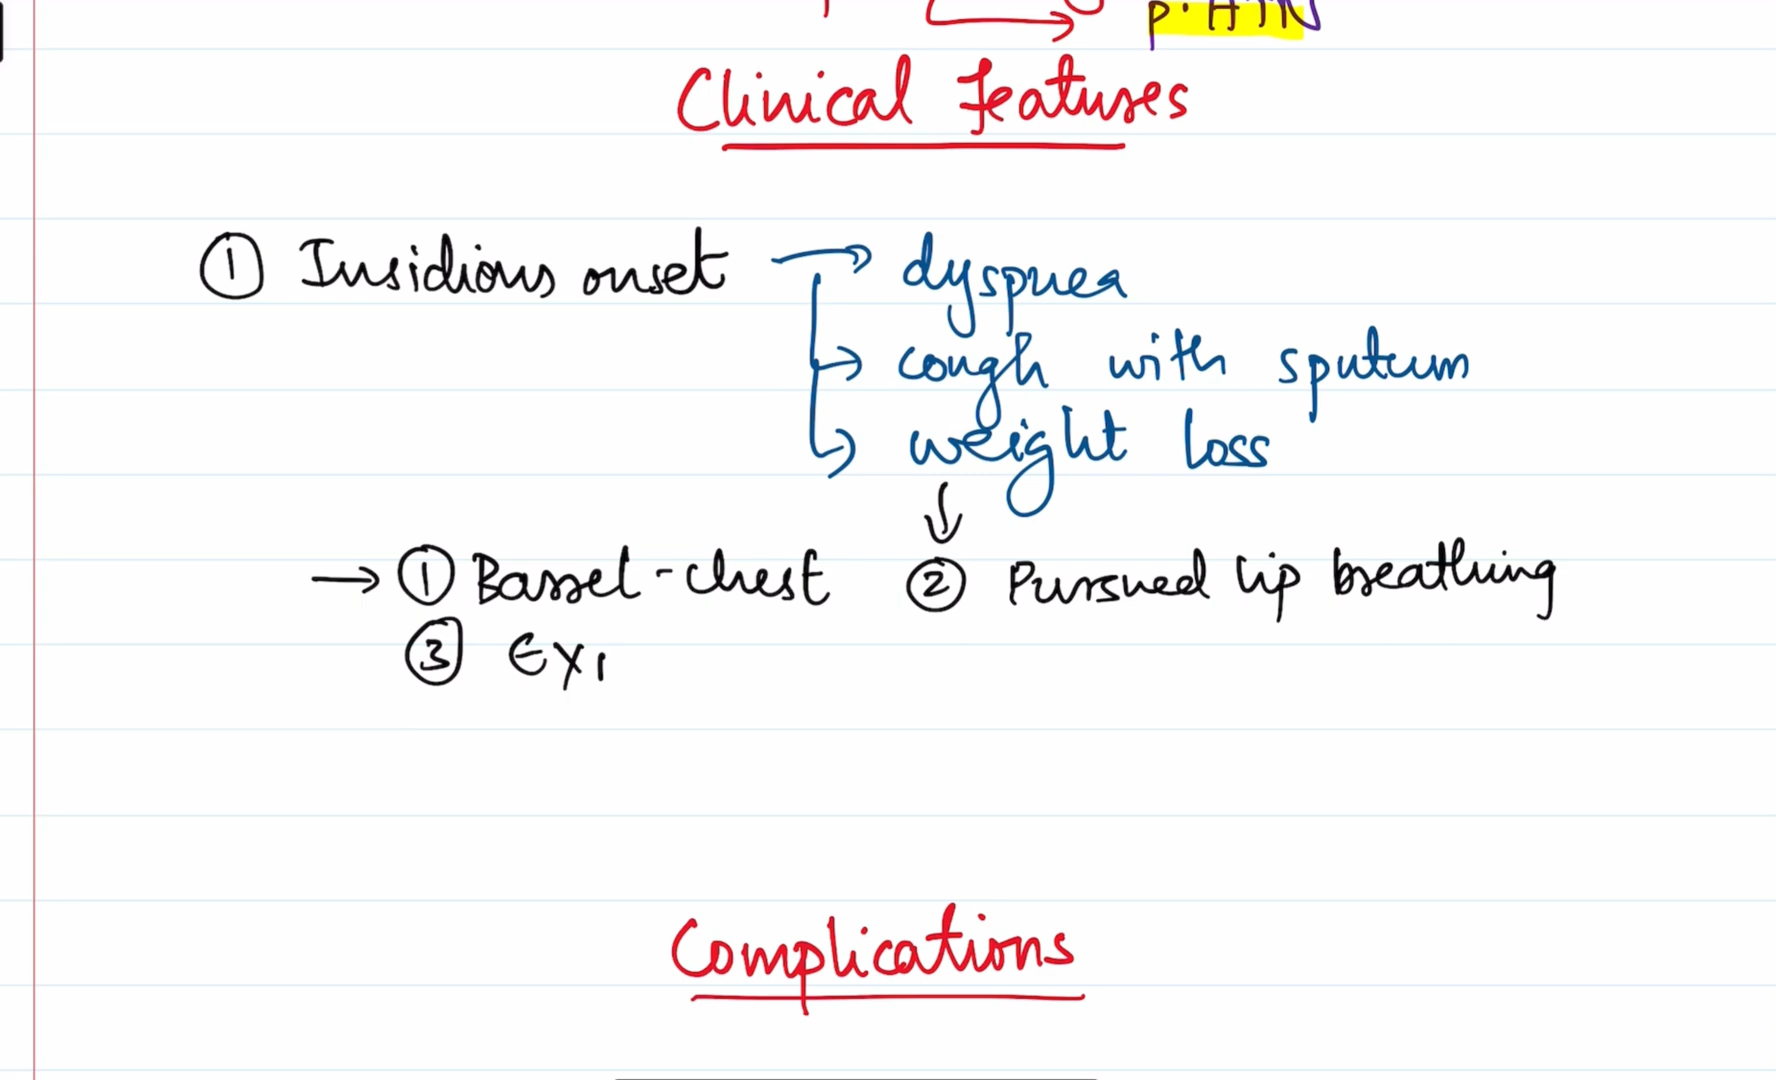 P. HTN
Clinical Features
① Insidious onset → dyspnea
→ cough with sputum
→ weight loss
↓
→ ① Barrel-chest ② Pursued lip breathing
③ Exp
Complications